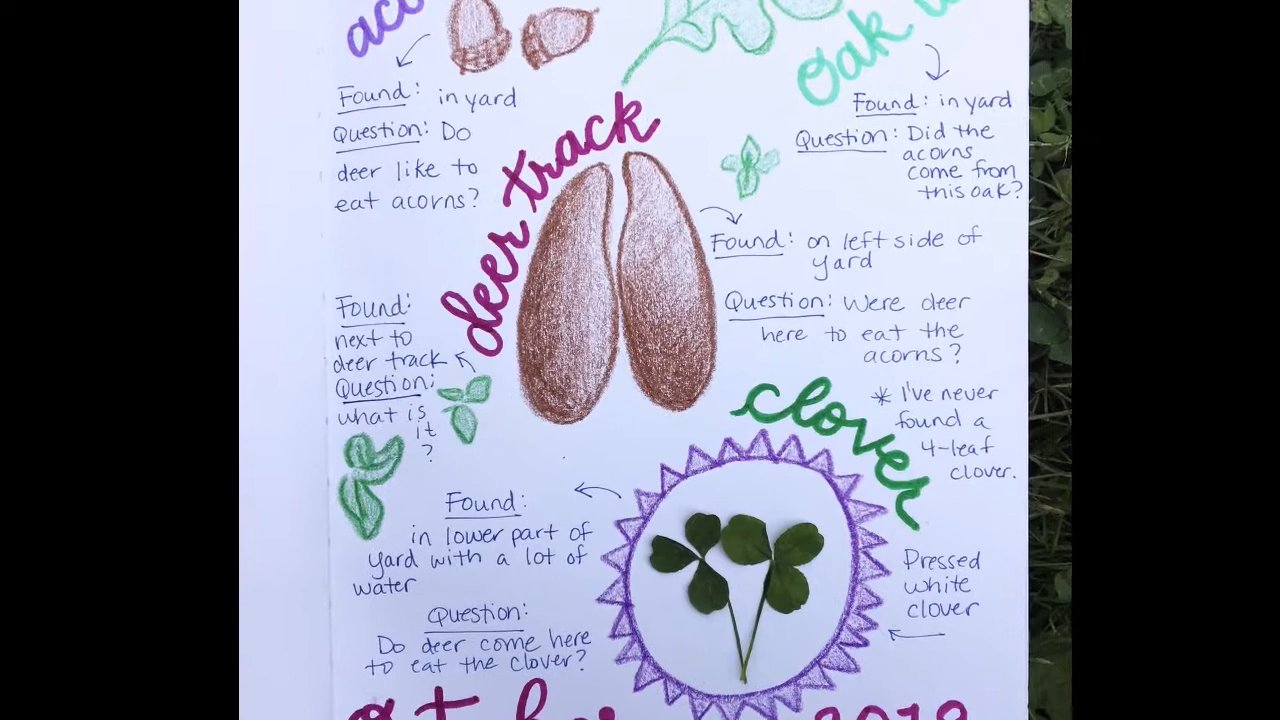 Found: in yard
Question: Do
deer like to
eat acorns?
Oak
Found: in yard
Question: Did the
acorns
come from
this oak?
deer track
Found: on left side of
yard
Question: Were deer
here to eat the
acorns?
Found:
next to
deer track
Question:
what is
it
?
clover
* I've never
found a
4-leaf
clover.
Found:
in lower part of
yard with a lot of
water
Question:
Do deer come here
to eat the clover?
Pressed
white
clover
2019